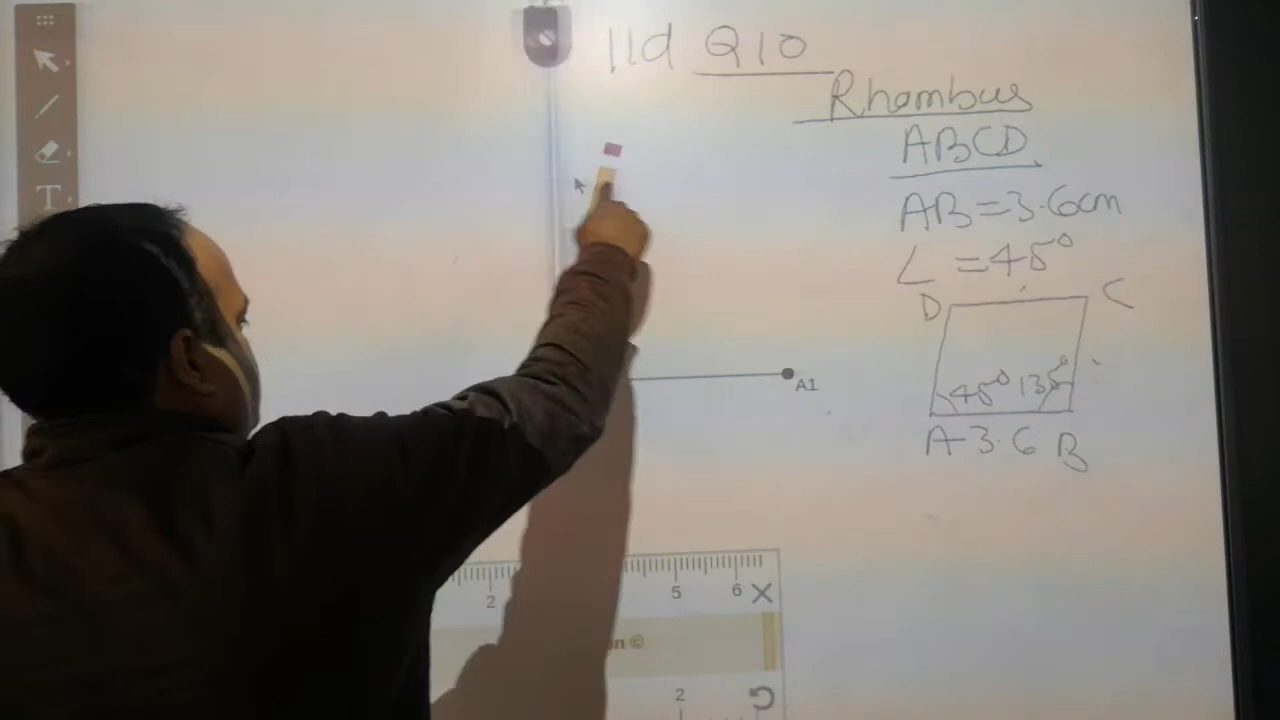 11d Q10
Rhombus
ABCD
AB=3.6cm
∠ =45°
D C
45° 135°
A 3.6 B
A1
T
2 5 6
n ©
2